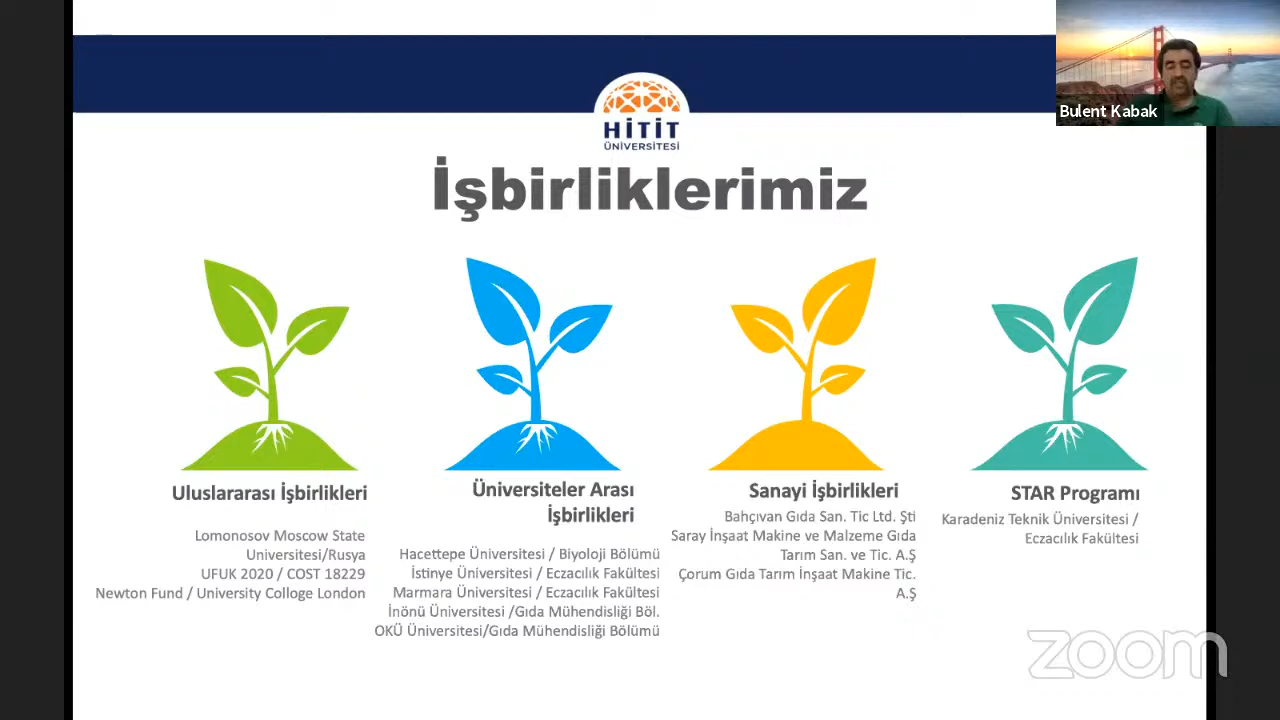 Bulent Kabak
HİTİT
ÜNİVERSİTESİ
İşbirliklerimiz
Uluslararası İşbirlikleri
Lomonosov Moscow State
Universitesi/Rusya
UFUK 2020 / COST 18229
Newton Fund / University Colloge London
Üniversiteler Arası
İşbirlikleri
Hacettepe Üniversitesi / Biyoloji Bölümü
İstinye Üniversitesi / Eczacılık Fakültesi
Marmara Üniversitesi / Eczacılık Fakültesi
İnönü Üniversitesi /Gıda Mühendisliği Böl.
OKÜ Üniversitesi/Gıda Mühendisliği Bölümü
Sanayi İşbirlikleri
Bahçıvan Gıda San. Tic Ltd. Şti
Saray İnşaat Makine ve Malzeme Gıda
Tarım San. ve Tic. A.Ş
Çorum Gıda Tarım İnşaat Makine Tic.
A.Ş
STAR Programı
Karadeniz Teknik Üniversitesi /
Eczacılık Fakültesi
zoom